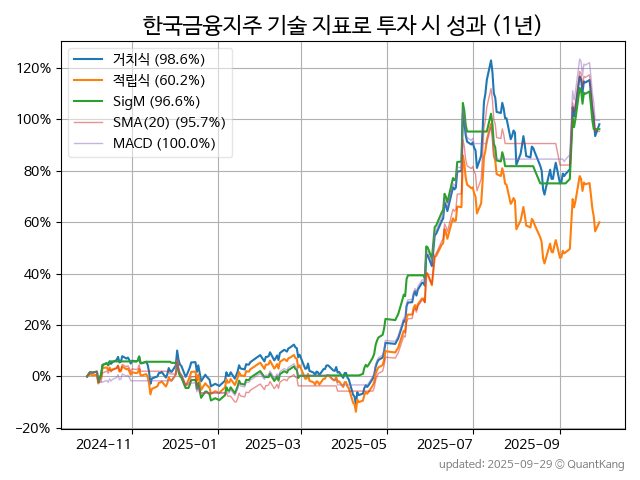 한국금융지주 기술 지표로 투자 시 성과 (1년)
거치식 (98.6%)
적립식 (60.2%)
SigM (96.6%)
SMA(20) (95.7%)
MACD (100.0%)
120%
100%
80%
60%
40%
20%
0%
−20%
2024-11 2025-01 2025-03 2025-05 2025-07 2025-09
updated: 2025-09-29 © QuantKang